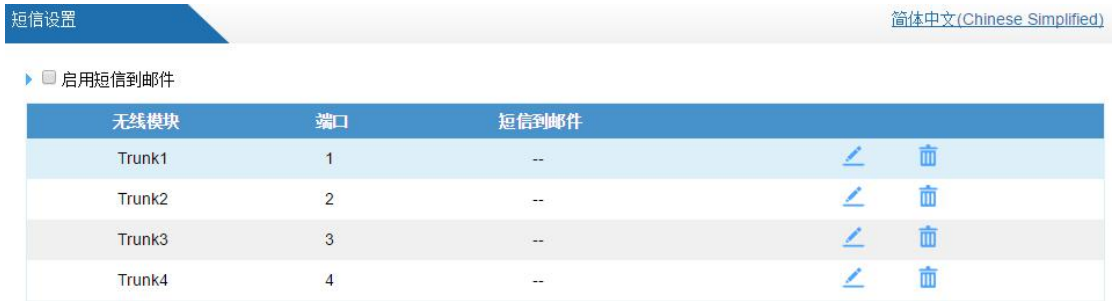 短信设置 简体中文(Chinese Simplified)
启用短信到邮件
无线模块 端口 短信到邮件
Trunk1 1 --
Trunk2 2 --
Trunk3 3 --
Trunk4 4 --